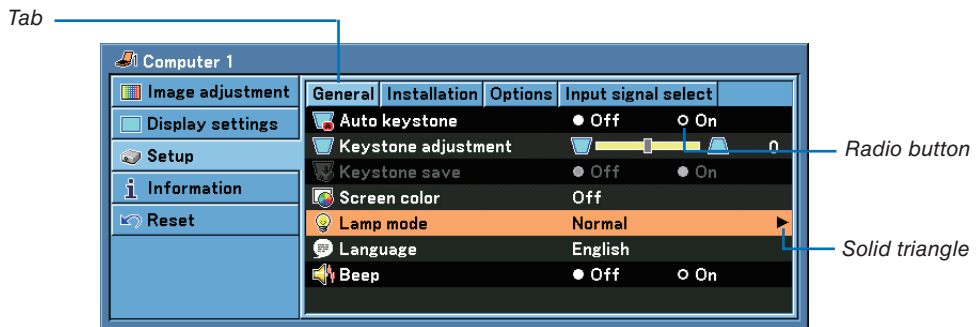 Tab
Computer 1
Image adjustment
Display settings
Setup
Information
Reset
General Installation Options Input signal select
Auto keystone Off On
Keystone adjustment 0
Keystone save Off On
Screen color Off
Lamp mode Normal
Language English
Beep Off On
Radio button
Solid triangle